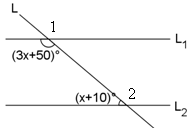 L
1
L₁
(3x+50)°
(x+10)°
2
L₂